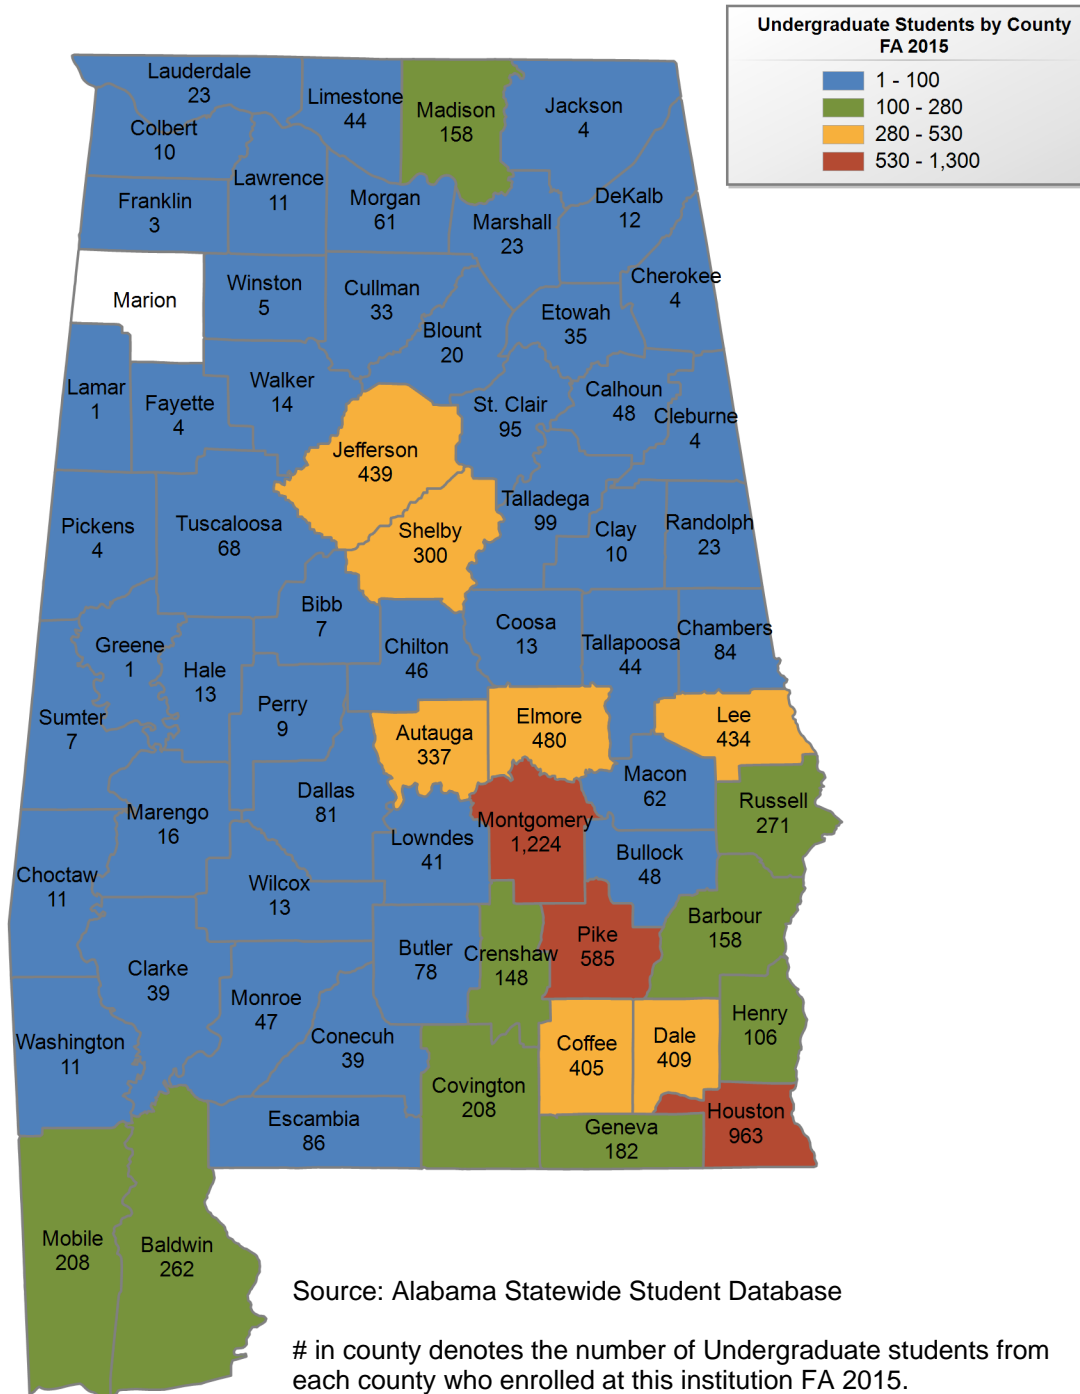 Undergraduate Students by County
FA 2015
1 - 100
100 - 280
280 - 530
530 - 1,300
Lauderdale
23
Limestone
44
Madison
158
Jackson
4
Colbert
10
Lawrence
11
Franklin
3
Morgan
61
Marshall
23
DeKalb
12
Marion
Winston
5
Cullman
33
Blount
20
Etowah
35
Cherokee
4
Lamar
1
Fayette
4
Walker
14
Jefferson
439
St. Clair
95
Calhoun
48
Cleburne
4
Pickens
4
Tuscaloosa
68
Shelby
300
Talladega
99
Clay
10
Randolph
23
Greene
1
Hale
13
Bibb
7
Chilton
46
Coosa
13
Tallapoosa
44
Chambers
84
Sumter
7
Perry
9
Autauga
337
Elmore
480
Lee
434
Marengo
16
Dallas
81
Lowndes
41
Montgomery
1,224
Macon
62
Russell
271
Choctaw
11
Wilcox
13
Bullock
48
Clarke
39
Butler
78
Crenshaw
148
Pike
585
Barbour
158
Washington
11
Monroe
47
Conecuh
39
Coffee
405
Dale
409
Henry
106
Escambia
86
Covington
208
Geneva
182
Houston
963
Mobile
208
Baldwin
262
Source: Alabama Statewide Student Database
# in county denotes the number of Undergraduate students from
each county who enrolled at this institution FA 2015.